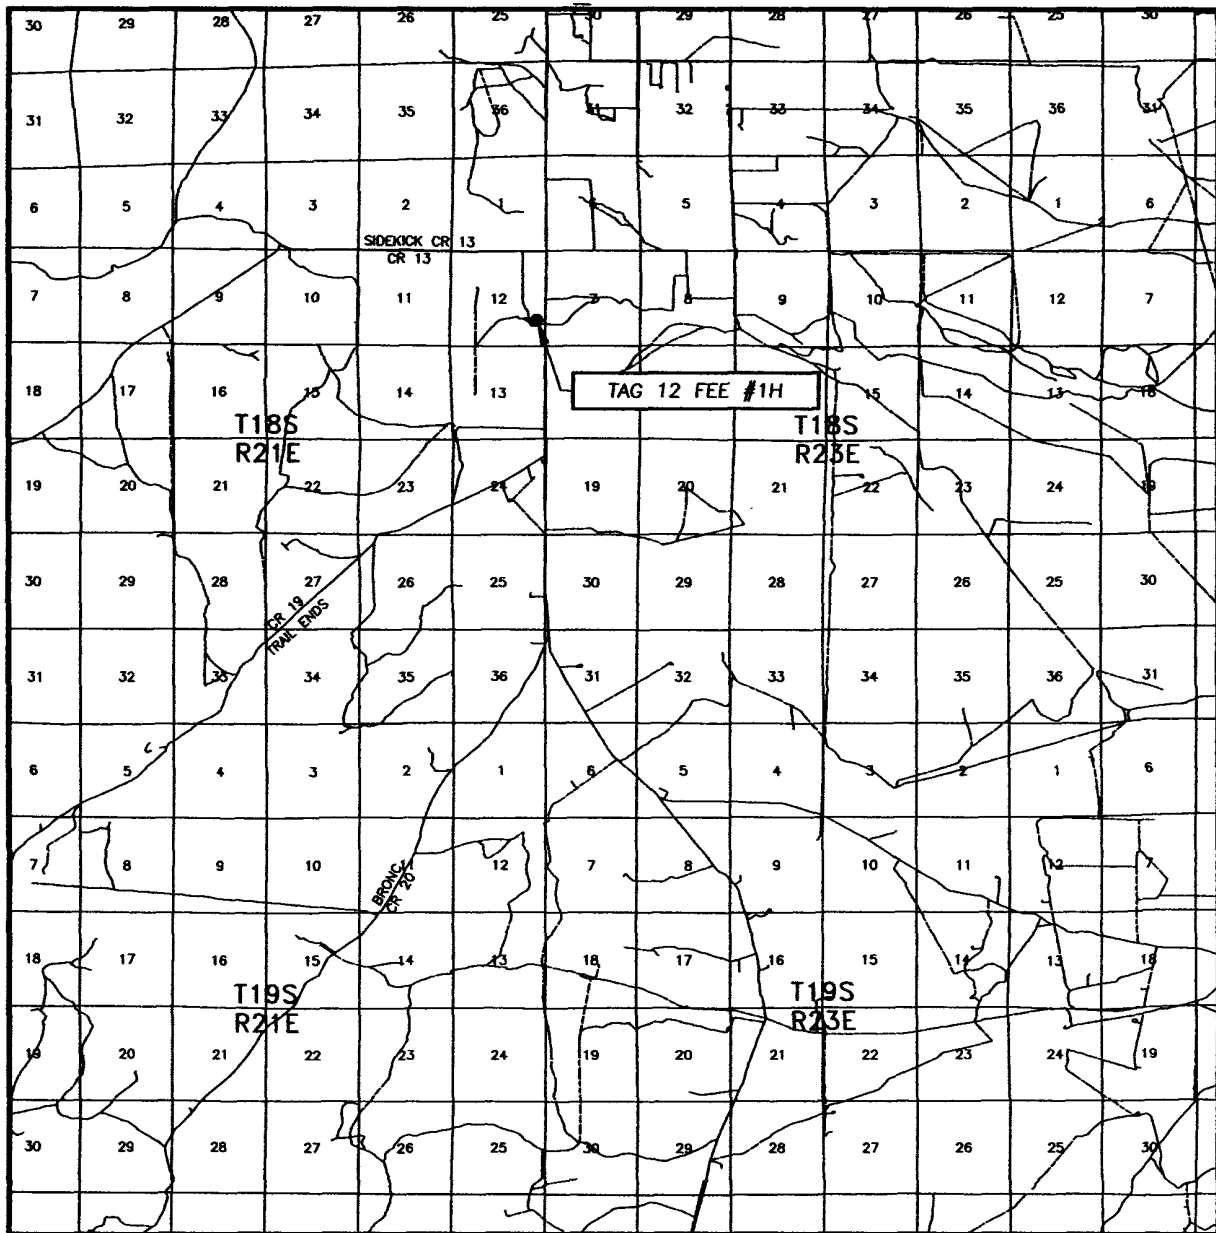 30 29 28 27 26 25 30 29 28 27 26 25 30
31 32 33 34 35 36 31 32 33 34 35 36 31
6 5 4 3 2 1 6 5 4 3 2 1 6
SIDEKICK CR 13
CR 13
7 8 9 10 11 12 7 8 9 10 11 12 7
18 17 16 15 14 13 TAG 12 FEE #1H 15 14 13 18
T18S T18S
R21E R23E
19 20 21 22 23 24 19 20 21 22 23 24 19
30 29 28 27 26 25 30 29 28 27 26 25 30
CR 19
TRAIL ENDS
31 32 33 34 35 36 31 32 33 34 35 36 31
6 5 4 3 2 1 6 5 4 3 2 1 6
7 8 9 10 11 12 7 8 9 10 11 12 7
BRONC
CR 20
18 17 16 15 14 13 18 17 16 15 14 13 18
T19S T19S
R21E R23E
19 20 21 22 23 24 19 20 21 22 23 24 19
30 29 28 27 26 25 30 29 28 27 26 25 30